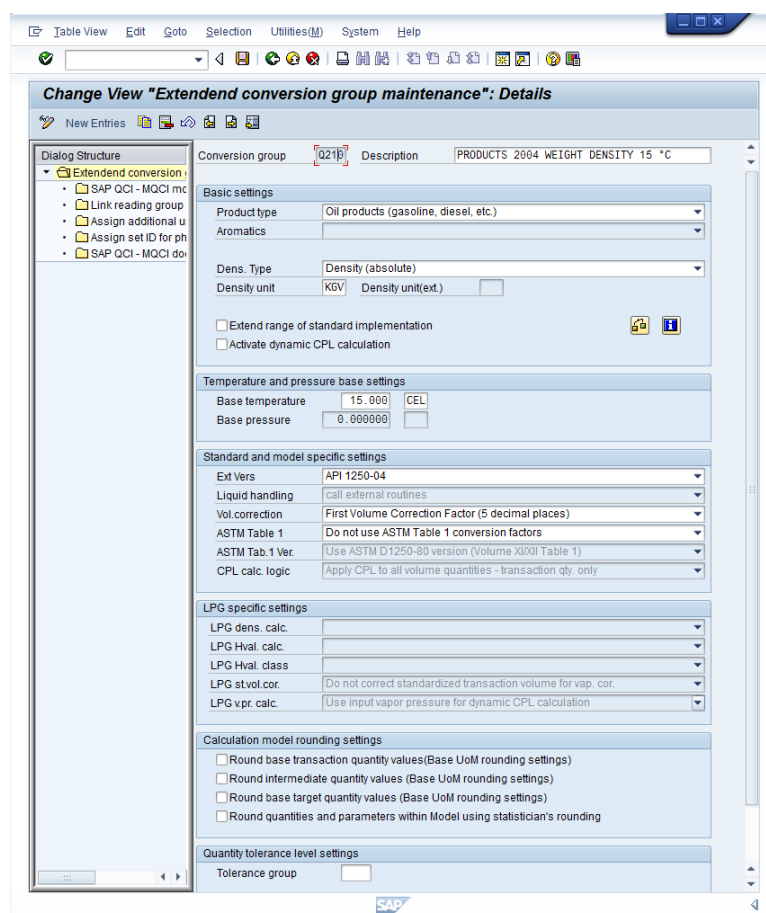 Table View Edit Goto Selection Utilities(M) System Help
Change View "Extendend conversion group maintenance": Details
New Entries
Dialog Structure
Extendend conversion
SAP QCI - MQCI mo
Link reading group
Assign additional u
Assign set ID for ph
SAP QCI - MQCI do
Conversion group Q210 Description PRODUCTS 2004 WEIGHT DENSITY 15 °C
Basic settings
Product type Oil products (gasoline, diesel, etc.)
Aromatics
Dens. Type Density (absolute)
Density unit KGV Density unit(ext.)
Extend range of standard implementation
Activate dynamic CPL calculation
Temperature and pressure base settings
Base temperature 15.000 CEL
Base pressure 0.000000
Standard and model specific settings
Ext Vers API 1250-04
Liquid handling call external routines
Vol.correction First Volume Correction Factor (5 decimal places)
ASTM Table 1 Do not use ASTM Table 1 conversion factors
ASTM Tab.1 Ver. Use ASTM D1250-80 version (Volume XI/XII Table 1)
CPL calc. logic Apply CPL to all volume quantities - transaction qty. only
LPG specific settings
LPG dens. calc.
LPG Hval. calc.
LPG Hval. class
LPG st.vol.cor. Do not correct standardized transaction volume for vap. cor.
LPG v.pr. calc. Use input vapor pressure for dynamic CPL calculation
Calculation model rounding settings
Round base transaction quantity values(Base UoM rounding settings)
Round intermediate quantity values (Base UoM rounding settings)
Round base target quantity values (Base UoM rounding settings)
Round quantities and parameters within Model using statistician's rounding
Quantity tolerance level settings
Tolerance group
SAP